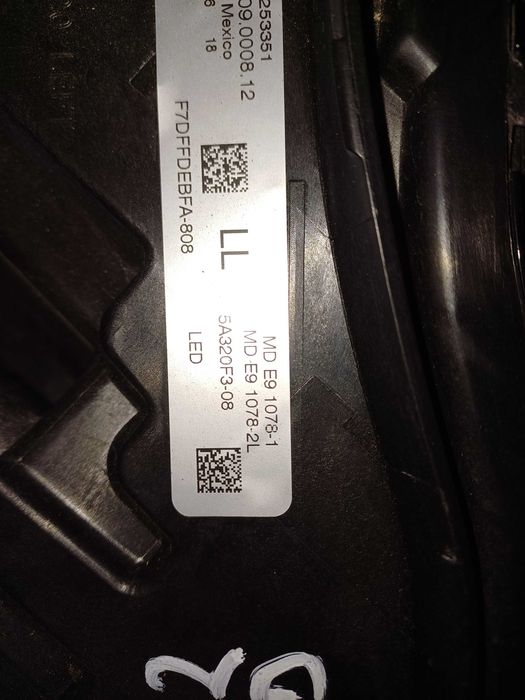 253351
09.0008.12
Mexico
6 18
F7DFFDEBFA-808
LL
MD E9 1078-1
MD E9 1078-2L
5A320F3-08
LED